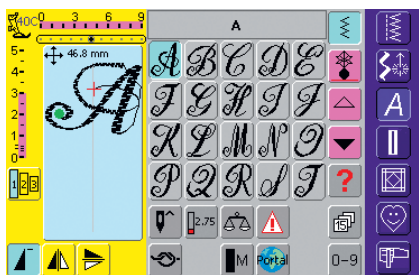 40C 0 3 6 9
A
5-
46.8 mm
A B C D E
4-
3-
F G H I J
A
2-
K L M N O
1-
0-
1 2 3
P Q R S T
?
2.75
M Portal 0-9